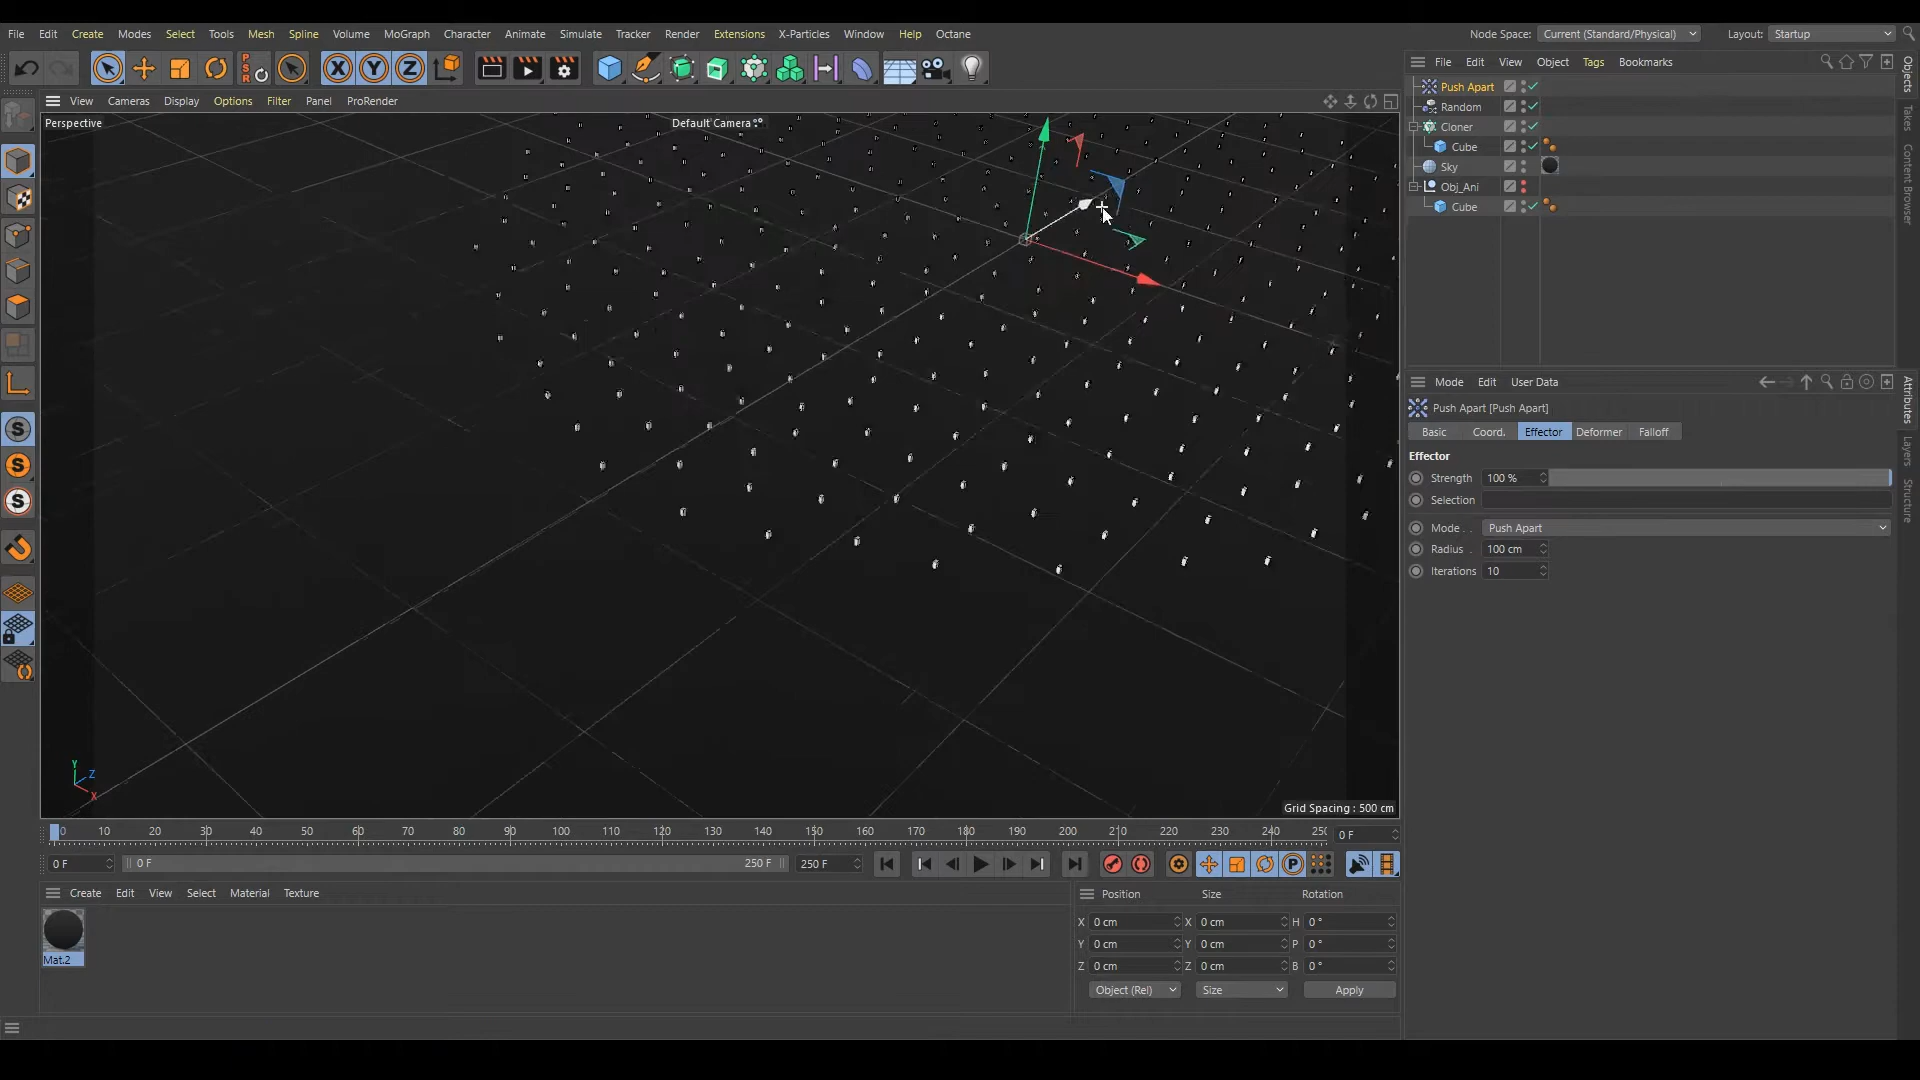 File Edit Create Modes Select Tools Mesh Spline Volume MoGraph Character Animate Simulate Tracker Render Extensions X-Particles Window Help Octane Node Space: Current (Standard/Physical) Layout: Startup
P S R X Y Z
File Edit View Object Tags Bookmarks
View Cameras Display Options Filter Panel ProRender
Perspective Default Camera
Push Apart
Random
Cloner
Cube
Sky
Obj_Ani
Cube
Objects
Takes
Content Browser
Mode Edit User Data
Push Apart [Push Apart]
Basic Coord. Effector Deformer Falloff
Effector
Strength 100 %
Selection
Mode . . Push Apart
Radius . 100 cm
Iterations 10
Attributes
Layers
Structure
S
S
S
Y
Z
X
Grid Spacing : 500 cm
0 10 20 30 40 50 60 70 80 90 100 110 120 130 140 150 160 170 180 190 200 210 220 230 240 250 0 F
0 F 0 F 250 F 250 F P
Create Edit View Select Material Texture
Mat.2
Position Size Rotation
X 0 cm X 0 cm H 0 °
Y 0 cm Y 0 cm P 0 °
Z 0 cm Z 0 cm B 0 °
Object (Rel) Size Apply